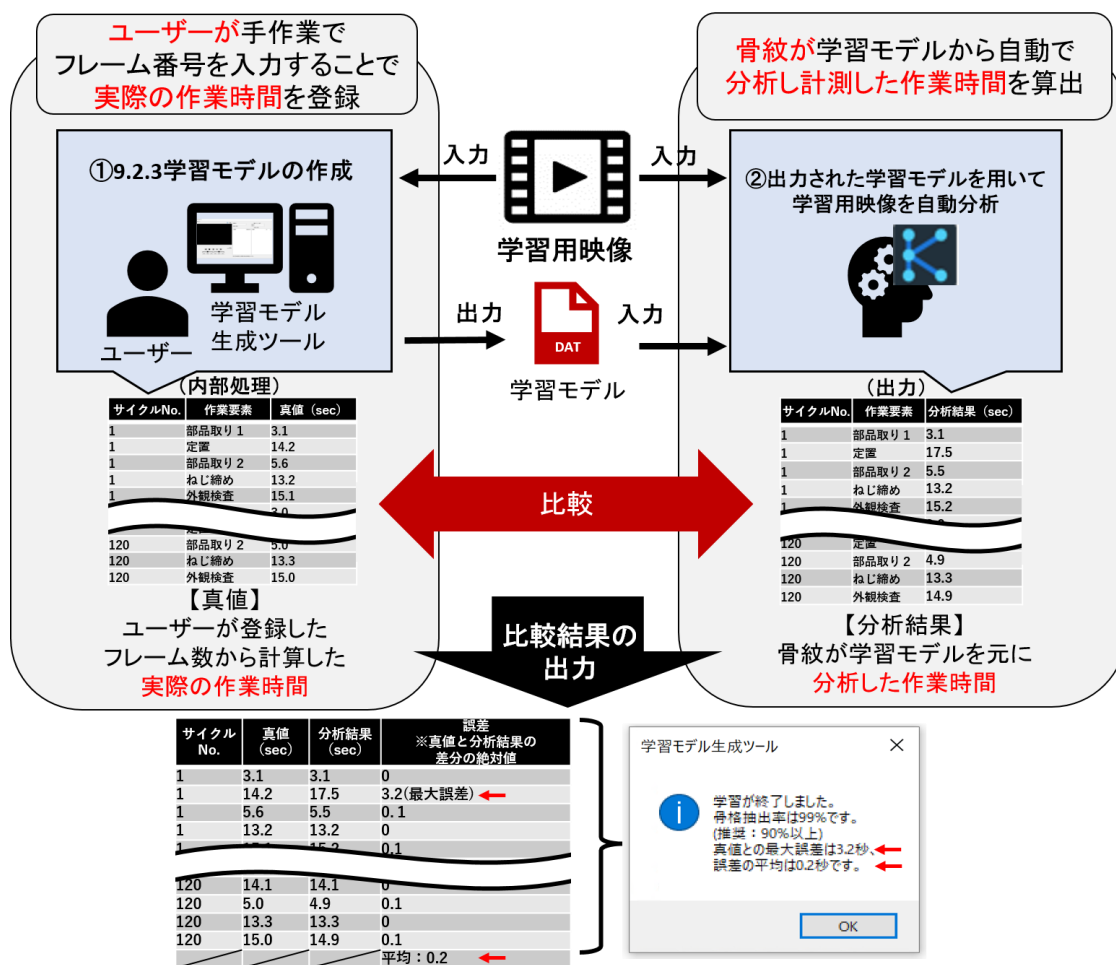 ユーザーが手作業で
フレーム番号を入力することで
実際の作業時間を登録
骨紋が学習モデルから自動で
分析し計測した作業時間を算出
①9.2.3学習モデルの作成
入力
入力
②出力された学習モデルを用いて
学習用映像を自動分析
学習用映像
学習モデル
生成ツール
ユーザー
出力
DAT
入力
学習モデル
(内部処理)
サイクルNo. 作業要素 真値（sec）
1 部品取り１ 3.1
1 定置 14.2
1 部品取り２ 5.6
1 ねじ締め 13.2
1 外観検査 15.1
120 部品取り２ 5.0
120 ねじ締め 13.3
120 外観検査 15.0
【真値】
ユーザーが登録した
フレーム数から計算した
実際の作業時間
比較
（出力）
サイクルNo. 作業要素 分析結果（sec）
1 部品取り１ 3.1
1 定置 17.5
1 部品取り２ 5.5
1 ねじ締め 13.2
1 外観検査 15.2
120 定置
120 部品取り２ 4.9
120 ねじ締め 13.3
120 外観検査 14.9
【分析結果】
骨紋が学習モデルを元に
分析した作業時間
比較結果の
出力
サイクル No. 真値 （sec） 分析結果 （sec） 誤差
※真値と分析結果の
差分の絶対値
1 3.1 3.1 0
1 14.2 17.5 3.2(最大誤差)
1 5.6 5.5 0. 1
1 13.2 13.2 0
1 15.1 15.2 0.1
120 14.1 14.1 0
120 5.0 4.9 0.1
120 13.3 13.3 0
120 15.0 14.9 0.1
平均：0.2
学習モデル生成ツール
学習が終了しました。
骨格抽出率は99%です。
(推奨：90%以上)
真値との最大誤差は3.2秒、
誤差の平均は0.2秒です。
OK